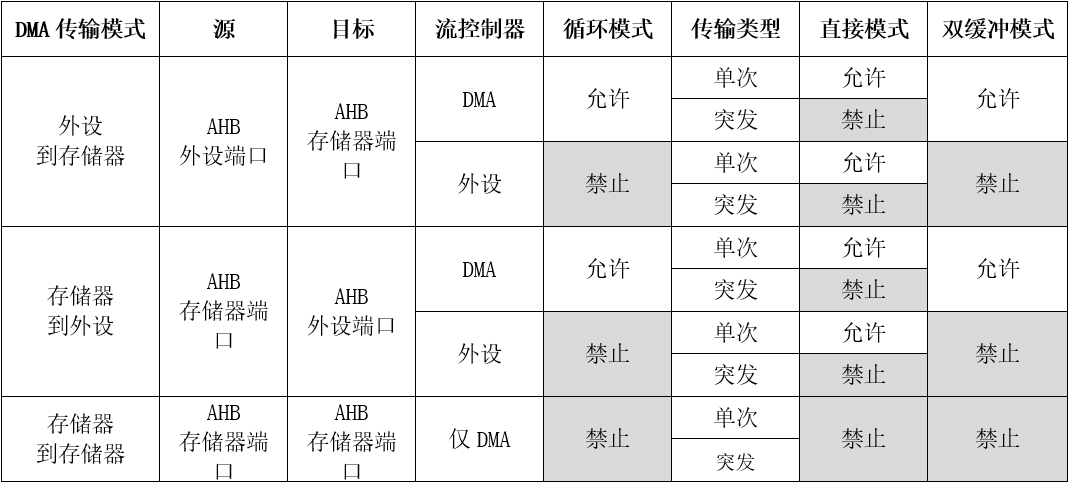 DMA 传输模式 源 目标 流控制器 循环模式 传输类型 直接模式 双缓冲模式
外设
到存储器
AHB
外设端口
AHB
存储器端
口
DMA
允许
单次
允许
允许
突发
禁止
外设
禁止
单次
允许
禁止
突发
禁止
存储器
到外设
AHB
存储器端
口
AHB
外设端口
DMA
允许
单次
允许
允许
突发
禁止
外设
禁止
单次
允许
禁止
突发
禁止
存储器
到存储器
AHB
存储器端
口
AHB
存储器端
口
仅 DMA
禁止
单次
禁止
禁止
突发